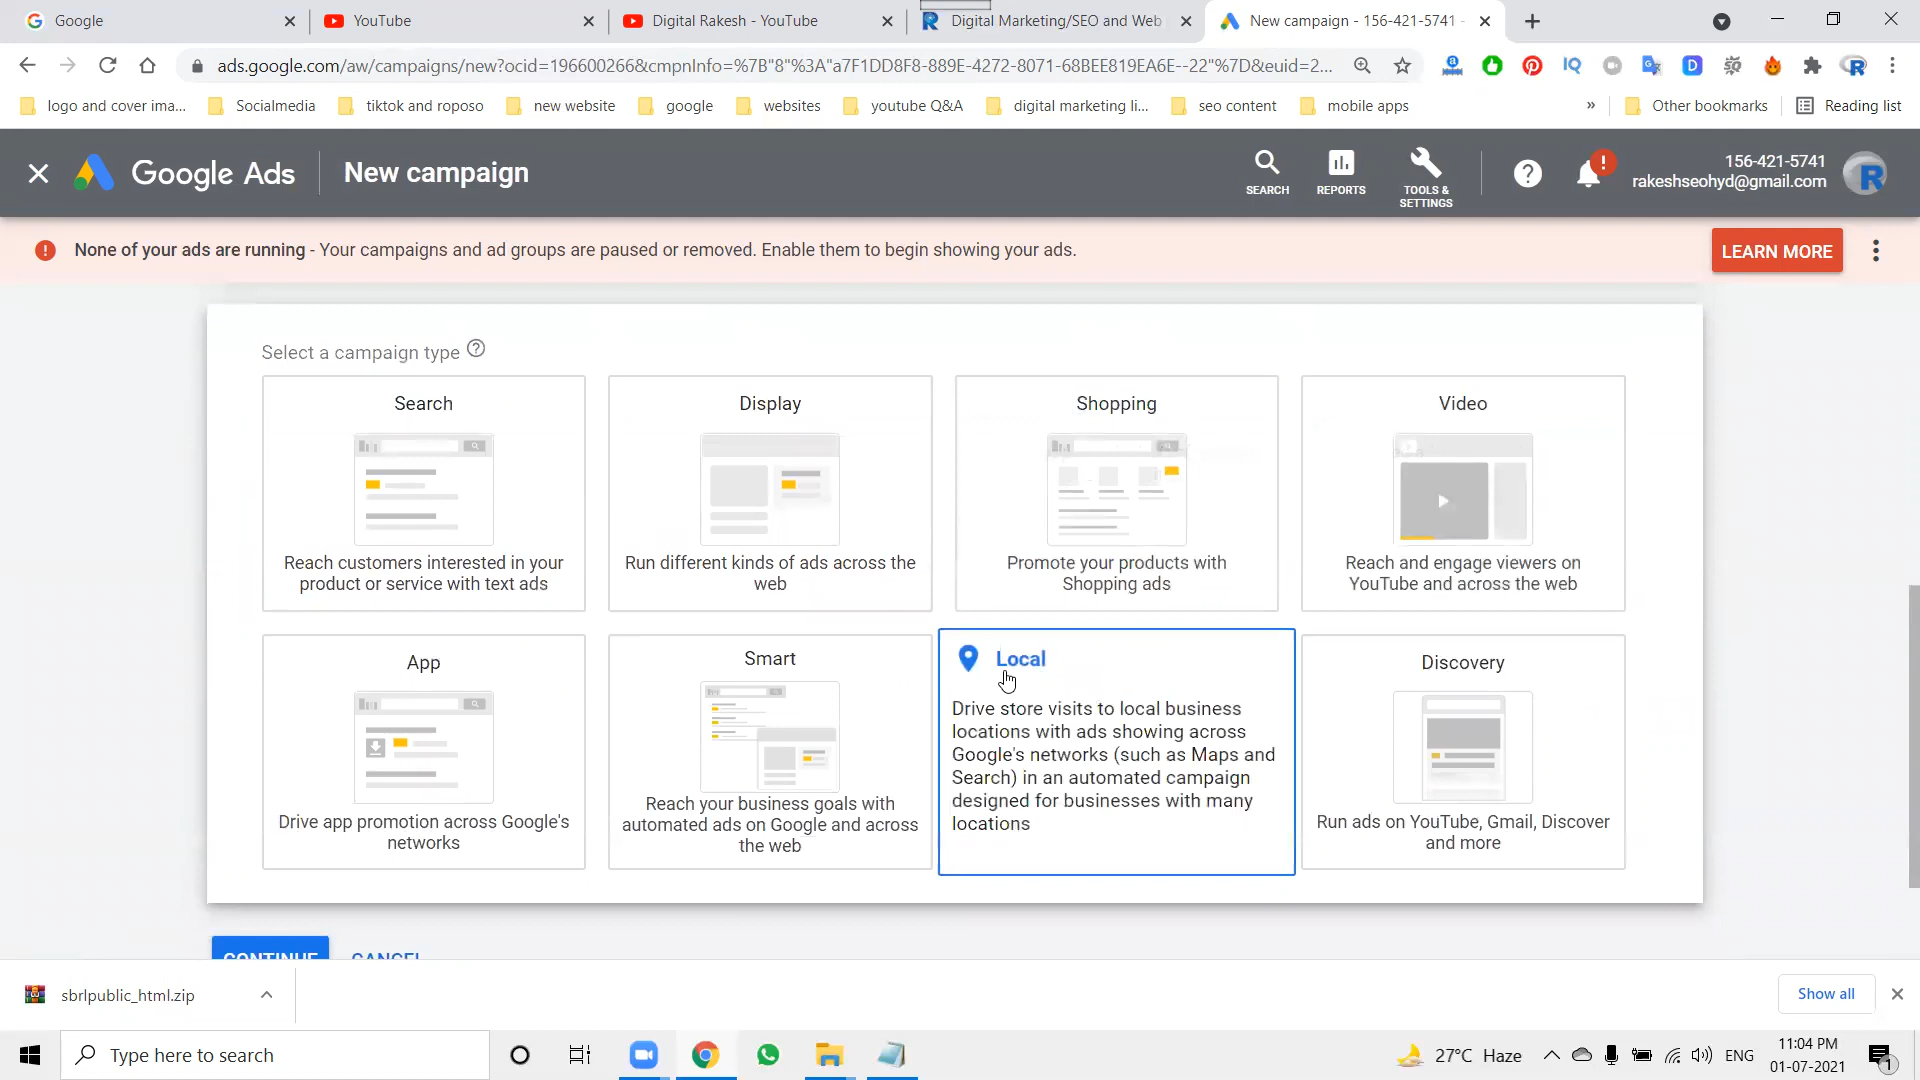 Google
YouTube
Digital Rakesh - YouTube
Digital Marketing/SEO and Web
New campaign - 156-421-5741 -
ads.google.com/aw/campaigns/new?ocid=196600266&cmpnInfo=%7B"8"%3A"a7F1DD8F8-889E-4272-8071-68BEE819EA6E--22"%7D&euid=2...
logo and cover ima...
Socialmedia
tiktok and roposo
new website
google
websites
youtube Q&A
digital marketing li...
seo content
mobile apps
»
Other bookmarks
Reading list
Google Ads
New campaign
SEARCH
REPORTS
TOOLS &
SETTINGS
156-421-5741
rakeshseohyd@gmail.com
None of your ads are running - Your campaigns and ad groups are paused or removed. Enable them to begin showing your ads.
LEARN MORE
Select a campaign type
Search
Reach customers interested in your
product or service with text ads
Display
Run different kinds of ads across the
web
Shopping
Promote your products with
Shopping ads
Video
Reach and engage viewers on
YouTube and across the web
App
Drive app promotion across Google's
networks
Smart
Reach your business goals with
automated ads on Google and across
the web
Local
Drive store visits to local business
locations with ads showing across
Google's networks (such as Maps and
Search) in an automated campaign
designed for businesses with many
locations
Discovery
Run ads on YouTube, Gmail, Discover
and more
CONTINUE
CANCEL
sbrlpublic_html.zip
Show all
Type here to search
27°C Haze
ENG
11:04 PM
01-07-2021
1